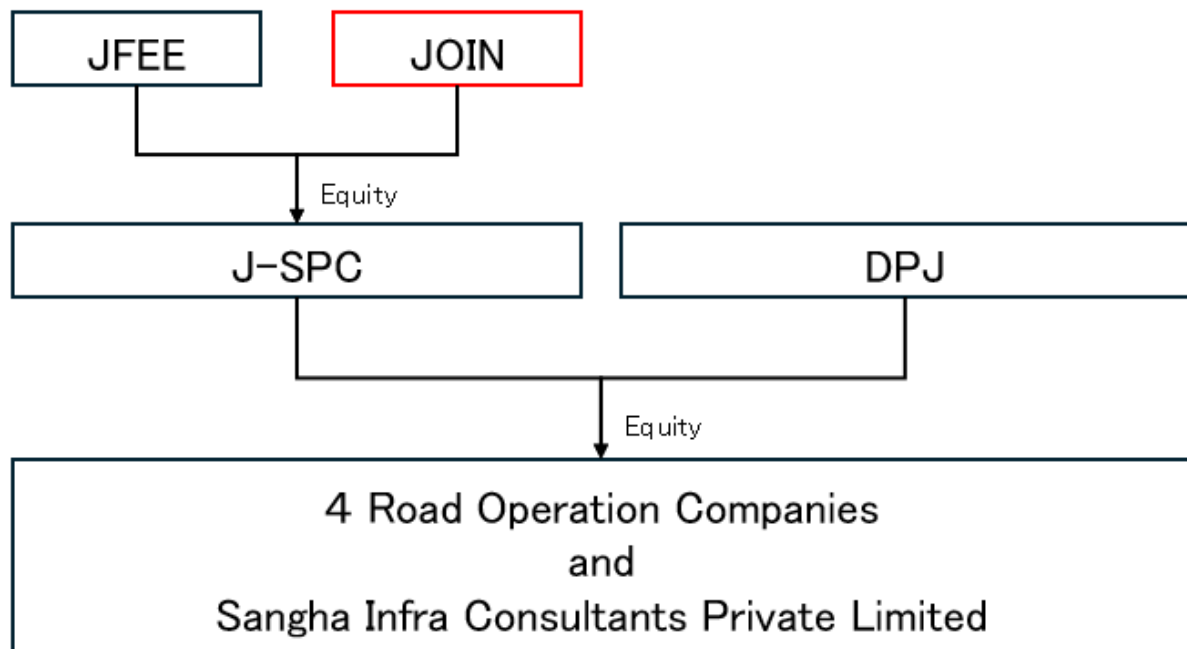 JFEE
JOIN
Equity
J-SPC
DPJ
Equity
4 Road Operation Companies
and
Sangha Infra Consultants Private Limited